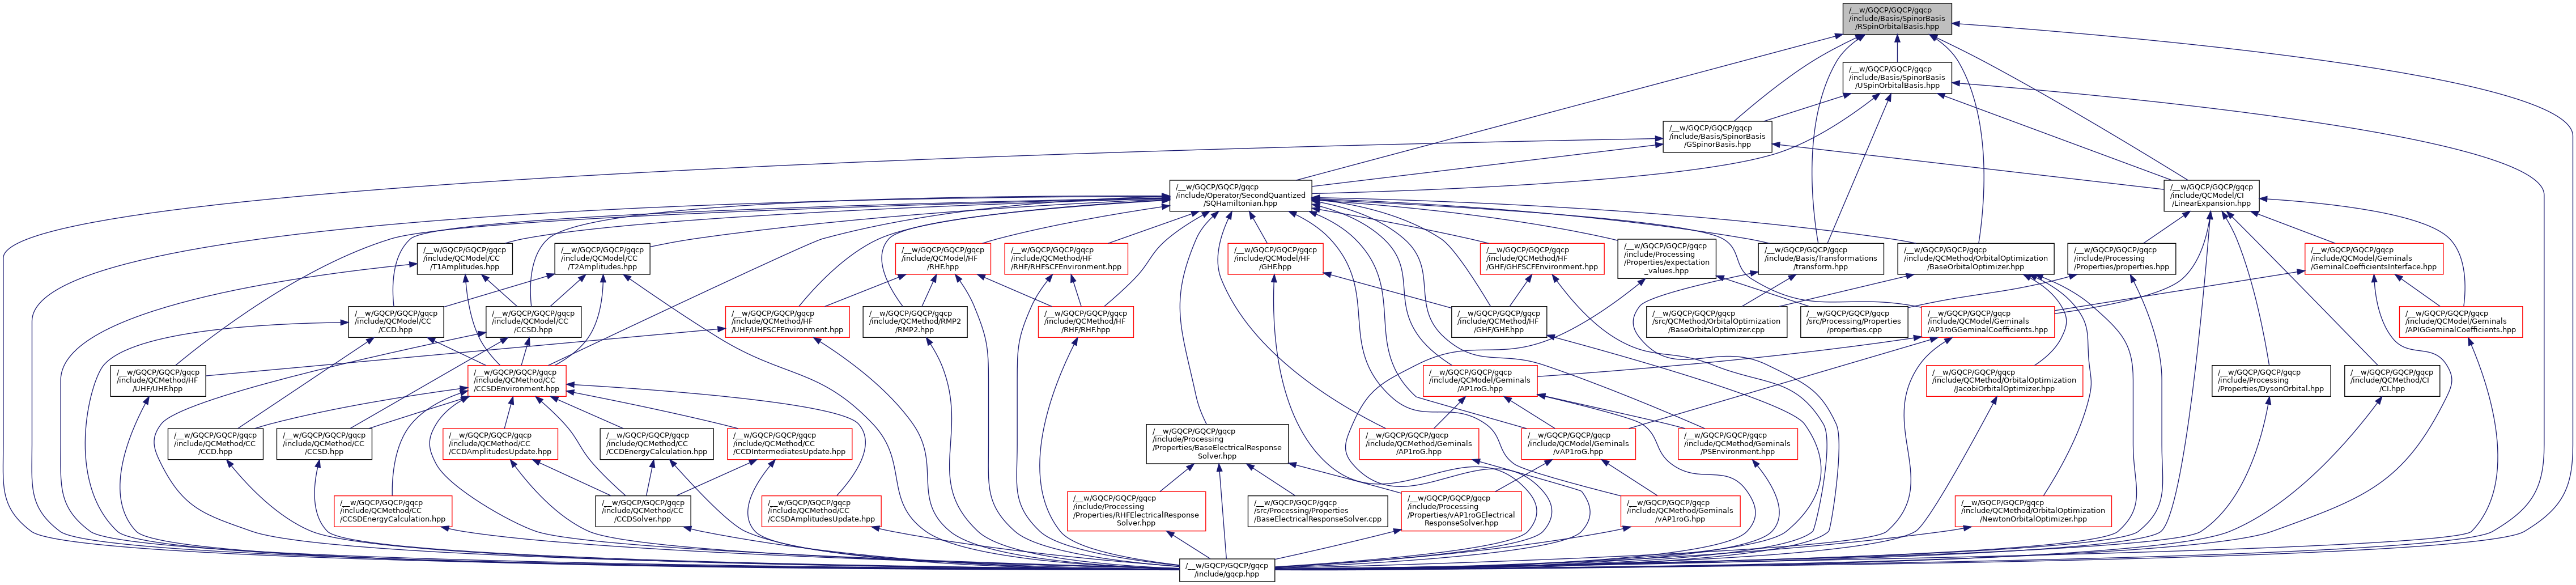 /__w/GQCP/GQCP/gqcp
/include/Basis/SpinorBasis
/RSpinOrbitalBasis.hpp
/__w/GQCP/GQCP/gqcp
/include/Basis/SpinorBasis
/USpinOrbitalBasis.hpp
/__w/GQCP/GQCP/gqcp
/include/Basis/SpinorBasis
/GSpinorBasis.hpp
/__w/GQCP/GQCP/gqcp
/include/Operator/SecondQuantized
/SQHamiltonian.hpp
/__w/GQCP/GQCP/gqcp
/include/QCModel/CI
/LinearExpansion.hpp
/__w/GQCP/GQCP/gqcp
/include/QCModel/CC
/T1Amplitudes.hpp
/__w/GQCP/GQCP/gqcp
/include/QCModel/CC
/T2Amplitudes.hpp
/__w/GQCP/GQCP/gqcp
/include/QCModel/HF
/RHF.hpp
/__w/GQCP/GQCP/gqcp
/include/QCMethod/HF
/RHF/RHFSCFEnvironment.hpp
/__w/GQCP/GQCP/gqcp
/include/QCModel/HF
/GHF.hpp
/__w/GQCP/GQCP/gqcp
/include/QCMethod/HF
/GHF/GHFSCFEnvironment.hpp
/__w/GQCP/GQCP/gqcp
/include/Processing
/Properties/expectation
_values.hpp
/__w/GQCP/GQCP/gqcp
/include/Basis/Transformations
/transform.hpp
/__w/GQCP/GQCP/gqcp
/include/QCMethod/OrbitalOptimization
/BaseOrbitalOptimizer.hpp
/__w/GQCP/GQCP/gqcp
/include/Processing
/Properties/properties.hpp
/__w/GQCP/GQCP/gqcp
/include/QCModel/Geminals
/GeminalCoefficientsInterface.hpp
/__w/GQCP/GQCP/gqcp
/include/QCModel/CC
/CCD.hpp
/__w/GQCP/GQCP/gqcp
/include/QCModel/CC
/CCSD.hpp
/__w/GQCP/GQCP/gqcp
/include/QCMethod/HF
/UHF/UHFSCFEnvironment.hpp
/__w/GQCP/GQCP/gqcp
/include/QCMethod/RMP2
/RMP2.hpp
/__w/GQCP/GQCP/gqcp
/include/QCMethod/HF
/RHF/RHF.hpp
/__w/GQCP/GQCP/gqcp
/include/QCMethod/HF
/GHF/GHF.hpp
/__w/GQCP/GQCP/gqcp
/src/QCMethod/OrbitalOptimization
/BaseOrbitalOptimizer.cpp
/__w/GQCP/GQCP/gqcp
/src/Processing/Properties
/properties.cpp
/__w/GQCP/GQCP/gqcp
/include/QCModel/Geminals
/AP1roGGeminalCoefficients.hpp
/__w/GQCP/GQCP/gqcp
/include/QCModel/Geminals
/APIGGeminalCoefficients.hpp
/__w/GQCP/GQCP/gqcp
/include/QCMethod/HF
/UHF/UHF.hpp
/__w/GQCP/GQCP/gqcp
/include/QCMethod/CC
/CCSDEnvironment.hpp
/__w/GQCP/GQCP/gqcp
/include/QCModel/Geminals
/AP1roG.hpp
/__w/GQCP/GQCP/gqcp
/include/QCMethod/OrbitalOptimization
/JacobiOrbitalOptimizer.hpp
/__w/GQCP/GQCP/gqcp
/include/Processing
/Properties/DysonOrbital.hpp
/__w/GQCP/GQCP/gqcp
/include/QCMethod/CI
/CI.hpp
/__w/GQCP/GQCP/gqcp
/include/QCMethod/CC
/CCD.hpp
/__w/GQCP/GQCP/gqcp
/include/QCMethod/CC
/CCSD.hpp
/__w/GQCP/GQCP/gqcp
/include/QCMethod/CC
/CCDAmplitudesUpdate.hpp
/__w/GQCP/GQCP/gqcp
/include/QCMethod/CC
/CCDEnergyCalculation.hpp
/__w/GQCP/GQCP/gqcp
/include/QCMethod/CC
/CCDIntermediatesUpdate.hpp
/__w/GQCP/GQCP/gqcp
/include/Processing
/Properties/BaseElectricalResponse
Solver.hpp
/__w/GQCP/GQCP/gqcp
/include/QCMethod/Geminals
/AP1roG.hpp
/__w/GQCP/GQCP/gqcp
/include/QCModel/Geminals
/vAP1roG.hpp
/__w/GQCP/GQCP/gqcp
/include/QCMethod/Geminals
/PSEnvironment.hpp
/__w/GQCP/GQCP/gqcp
/include/QCMethod/CC
/CCSDEnergyCalculation.hpp
/__w/GQCP/GQCP/gqcp
/include/QCMethod/CC
/CCDSolver.hpp
/__w/GQCP/GQCP/gqcp
/include/QCMethod/CC
/CCSDAmplitudesUpdate.hpp
/__w/GQCP/GQCP/gqcp
/include/Processing
/Properties/RHFElectricalResponse
Solver.hpp
/__w/GQCP/GQCP/gqcp
/src/Processing/Properties
/BaseElectricalResponseSolver.cpp
/__w/GQCP/GQCP/gqcp
/include/Processing
/Properties/vAP1roGElectrical
ResponseSolver.hpp
/__w/GQCP/GQCP/gqcp
/include/QCMethod/Geminals
/vAP1roG.hpp
/__w/GQCP/GQCP/gqcp
/include/QCMethod/OrbitalOptimization
/NewtonOrbitalOptimizer.hpp
/__w/GQCP/GQCP/gqcp
/include/gqcp.hpp